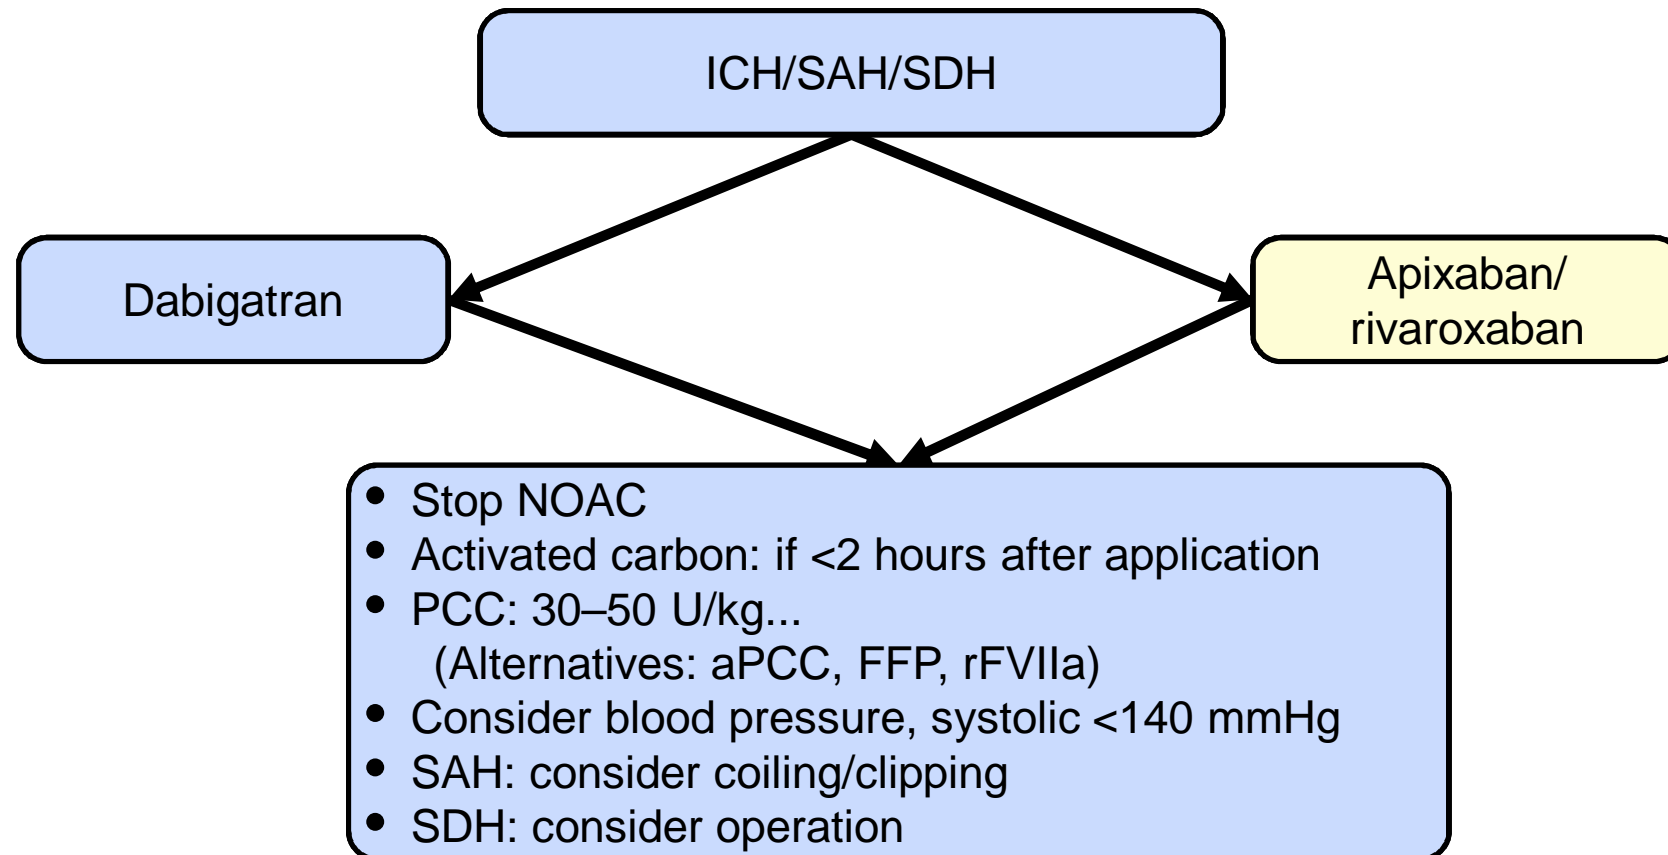 ICH/SAH/SDH
Dabigatran
Apixaban/
rivaroxaban
• Stop NOAC
• Activated carbon: if <2 hours after application
• PCC: 30–50 U/kg...
(Alternatives: aPCC, FFP, rFVIIa)
• Consider blood pressure, systolic <140 mmHg
• SAH: consider coiling/clipping
• SDH: consider operation